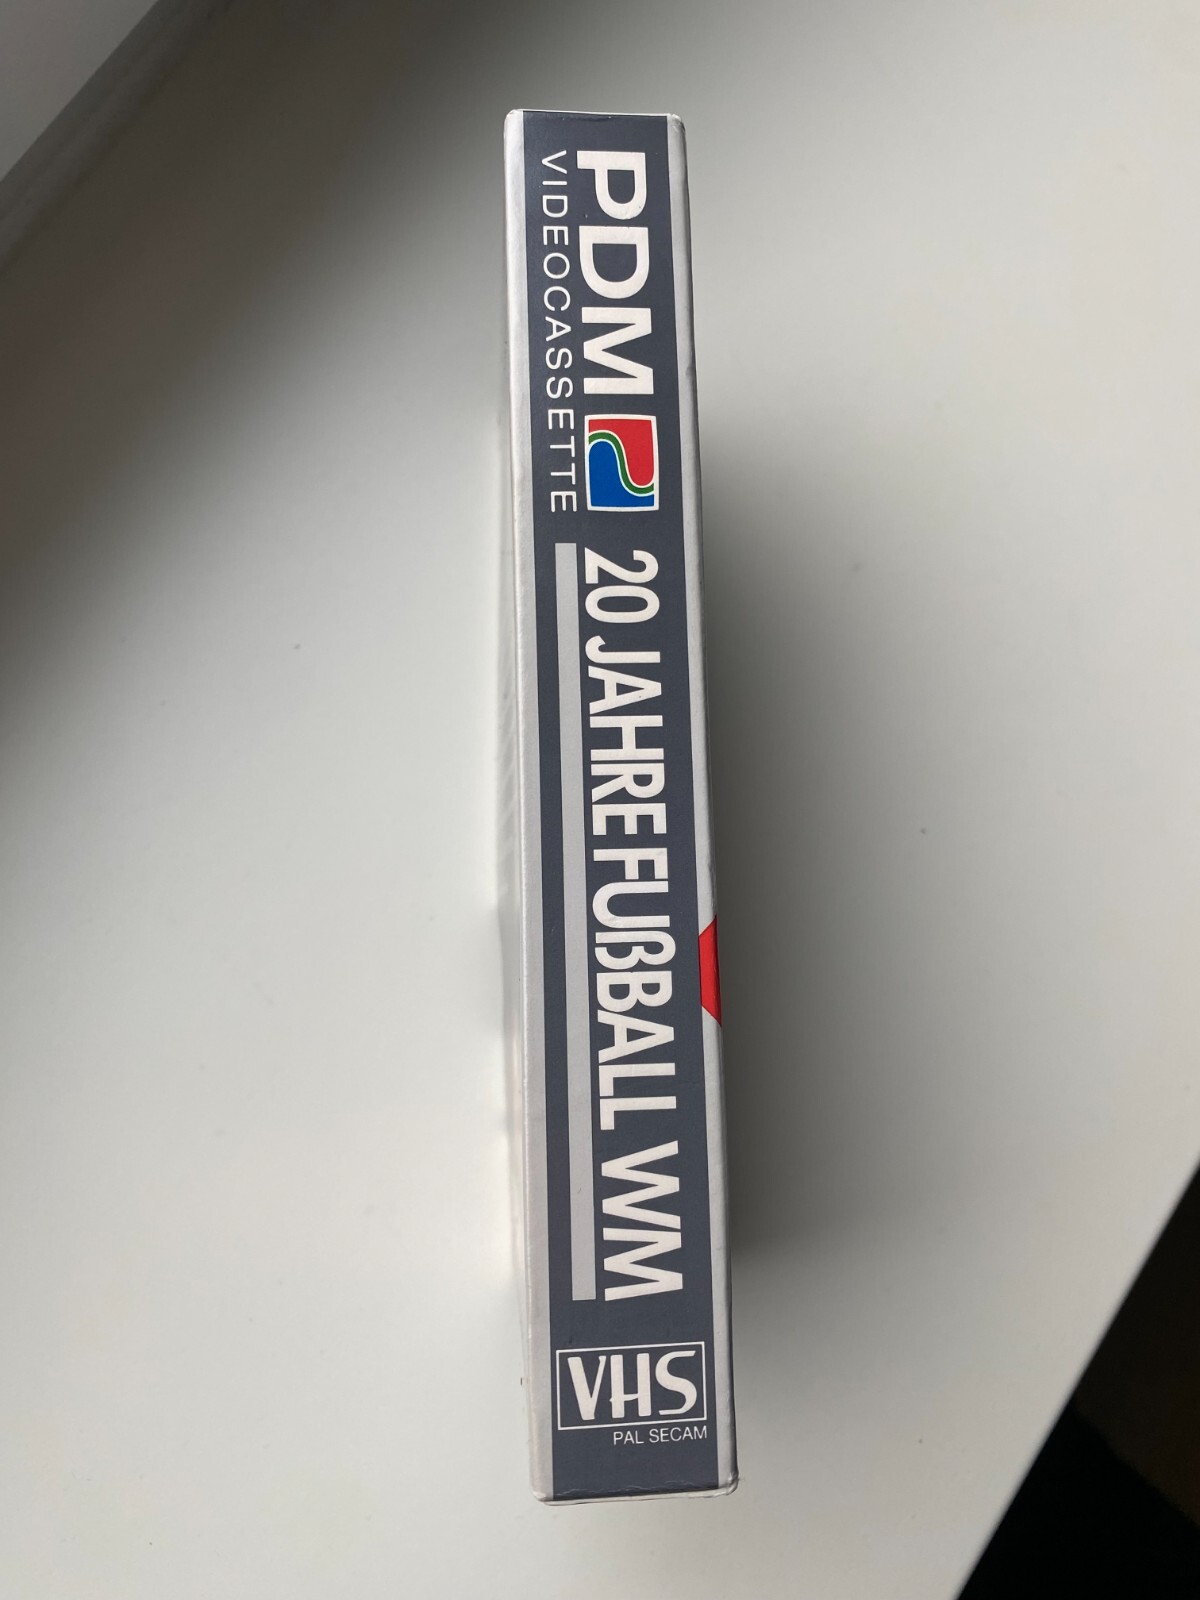 PDM
VIDEOCASSETTE
20 JAHRE FUßBALL WM
VHS
PAL SECAM